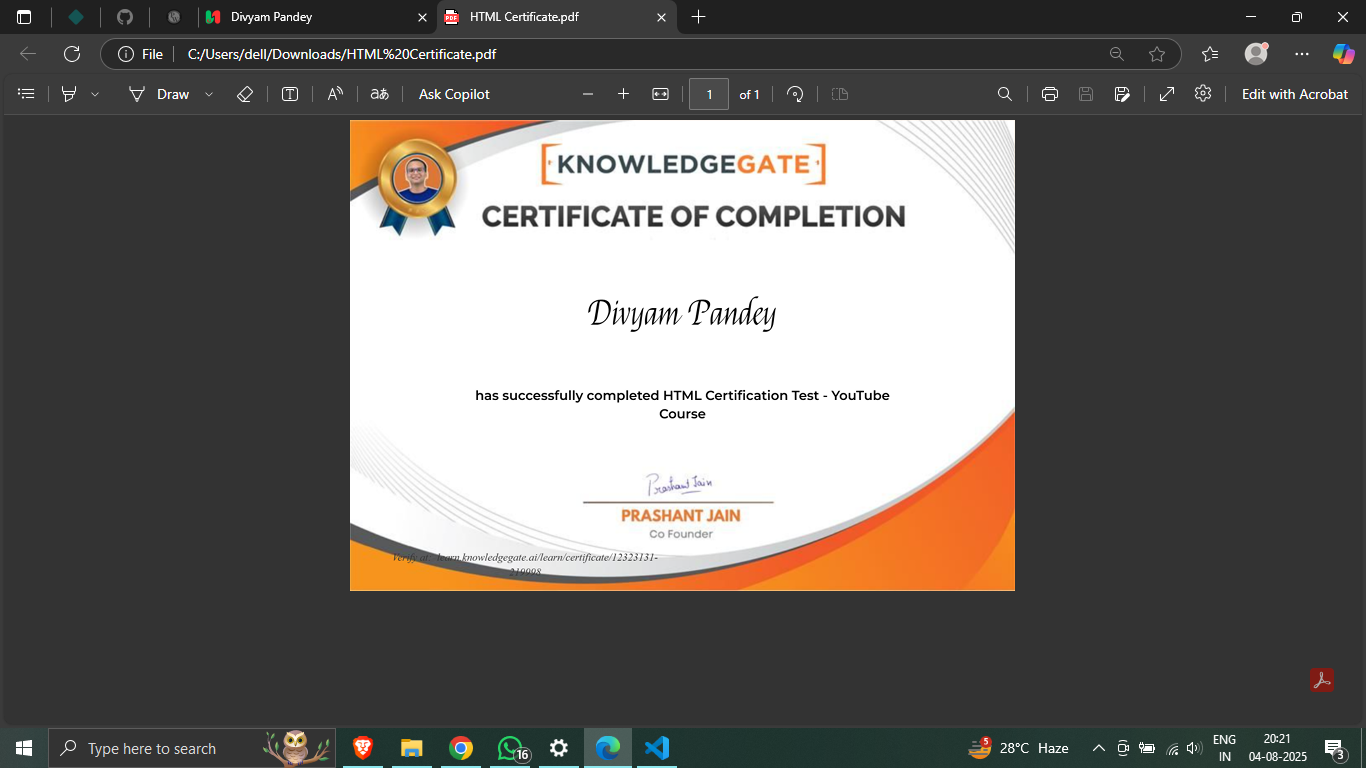 Divyam Pandey
HTML Certificate.pdf
File
C:/Users/dell/Downloads/HTML%20Certificate.pdf
Draw
aあ
Ask Copilot
1
of 1
Edit with Acrobat
KNOWLEDGEGATE
CERTIFICATE OF COMPLETION
Divyam Pandey
has successfully completed HTML Certification Test - YouTube
Course
Prashant Jain
PRASHANT JAIN
Co Founder
Verify at: learn.knowledgegate.ai/learn/certificate/12323131-
219998
Type here to search
16
5
28°C Haze
ENG
IN
20:21
04-08-2025
3